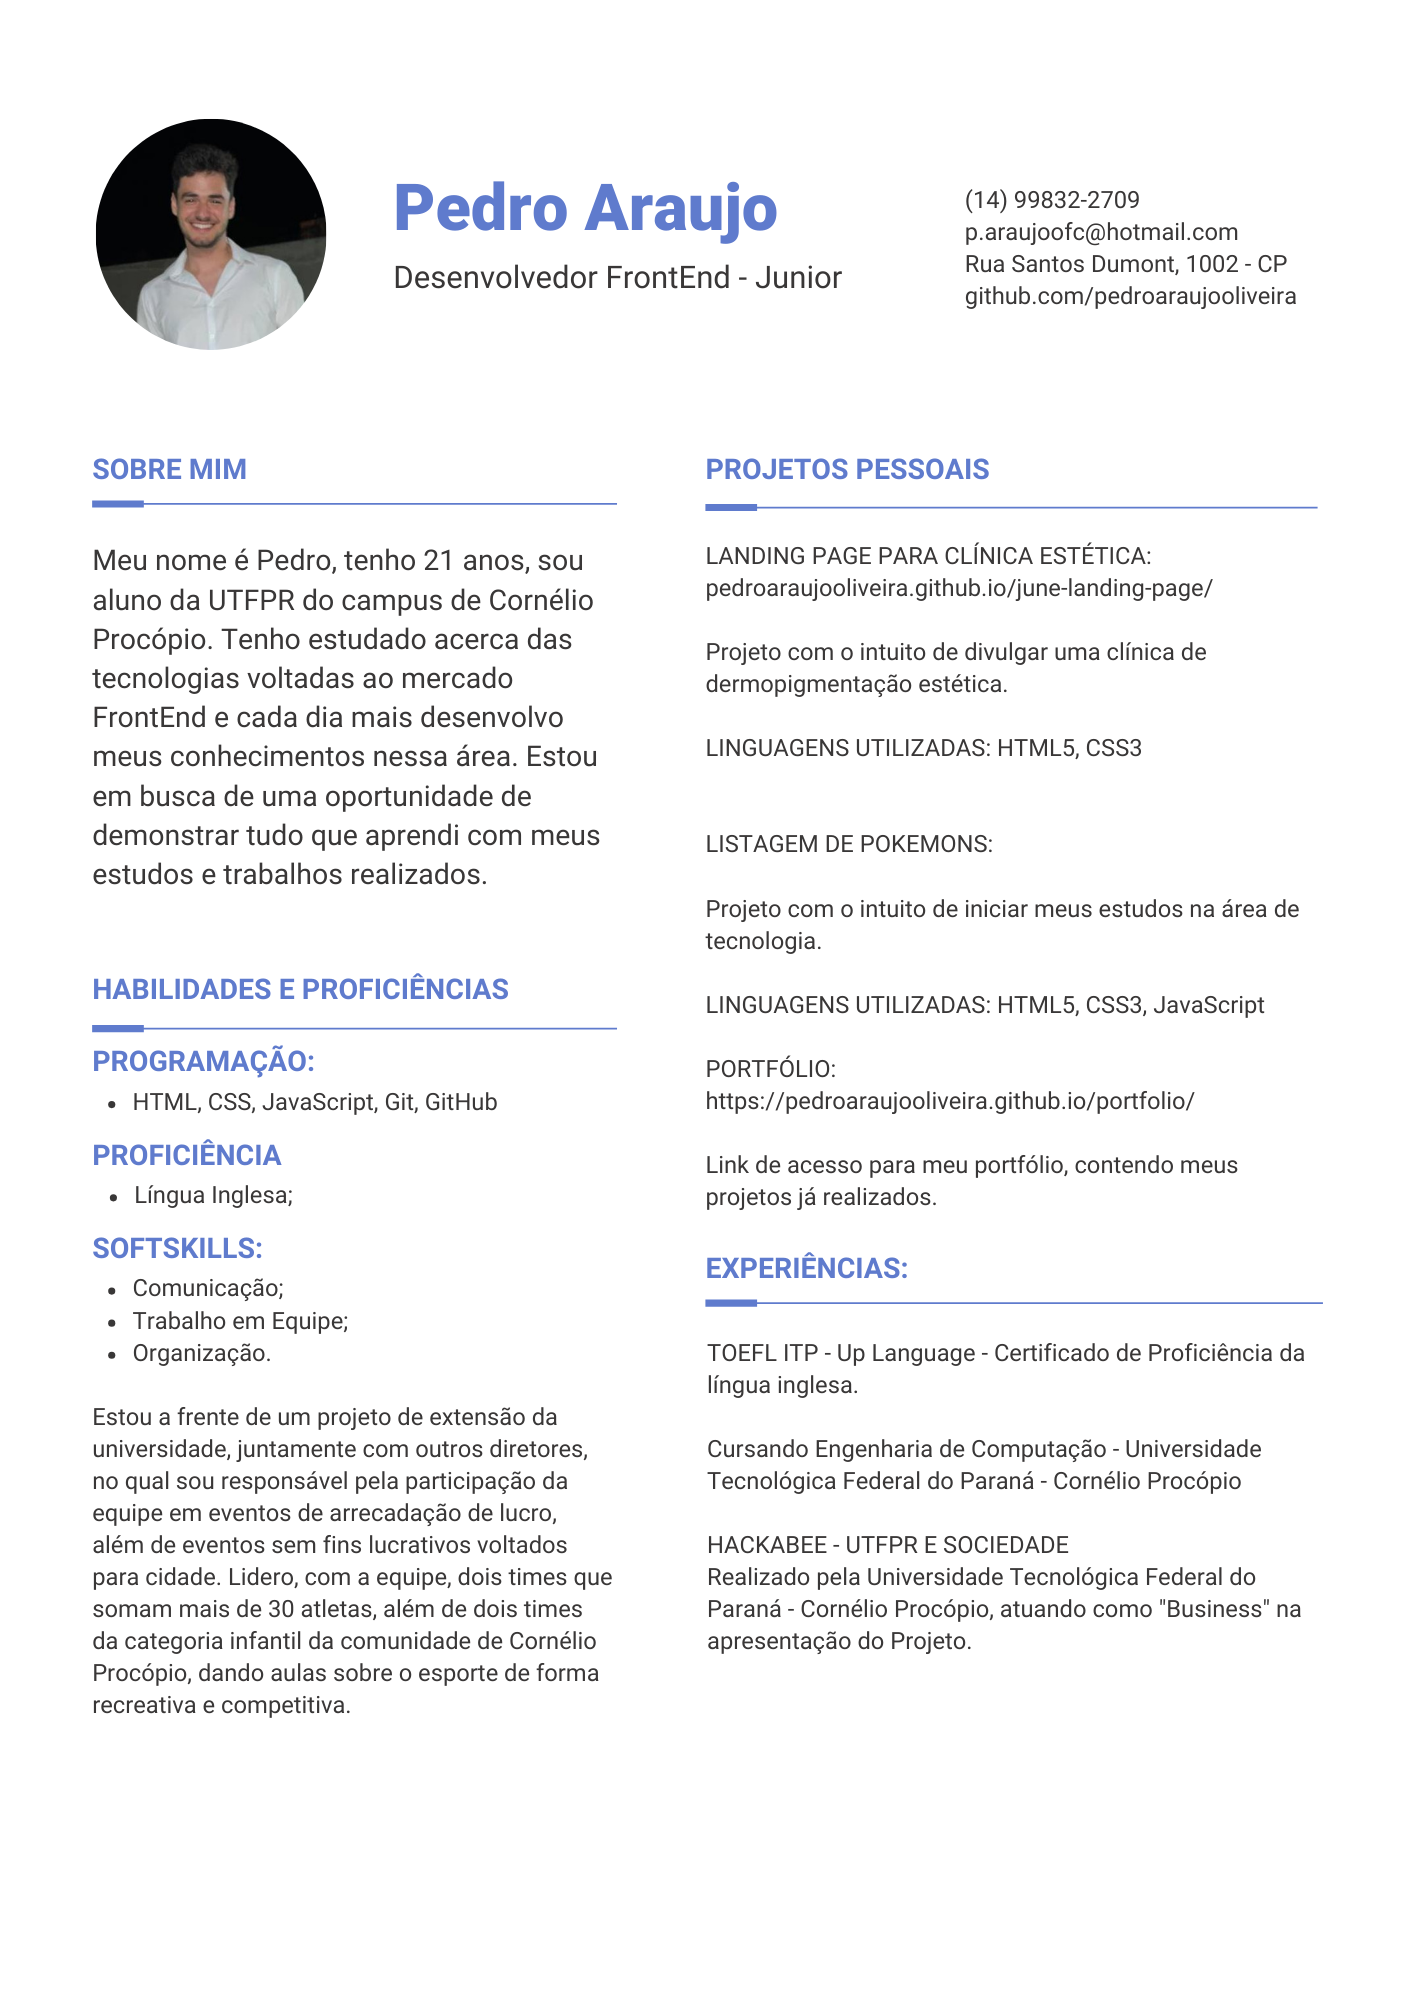 Pedro Araujo
Desenvolvedor FrontEnd - Junior
(14) 99832-2709
p.araujoofc@hotmail.com
Rua Santos Dumont, 1002 - CP
github.com/pedroaraujooliveira
SOBRE MIM
Meu nome é Pedro, tenho 21 anos, sou
aluno da UTFPR do campus de Cornélio
Procópio. Tenho estudado acerca das
tecnologias voltadas ao mercado
FrontEnd e cada dia mais desenvolvo
meus conhecimentos nessa área. Estou
em busca de uma oportunidade de
demonstrar tudo que aprendi com meus
estudos e trabalhos realizados.
HABILIDADES E PROFICIÊNCIAS
PROGRAMAÇÃO:
• HTML, CSS, JavaScript, Git, GitHub
PROFICIÊNCIA
• Língua Inglesa;
SOFTSKILLS:
• Comunicação;
• Trabalho em Equipe;
• Organização.
Estou a frente de um projeto de extensão da
universidade, juntamente com outros diretores,
no qual sou responsável pela participação da
equipe em eventos de arrecadação de lucro,
além de eventos sem fins lucrativos voltados
para cidade. Lidero, com a equipe, dois times que
somam mais de 30 atletas, além de dois times
da categoria infantil da comunidade de Cornélio
Procópio, dando aulas sobre o esporte de forma
recreativa e competitiva.
PROJETOS PESSOAIS
LANDING PAGE PARA CLÍNICA ESTÉTICA:
pedroaraujooliveira.github.io/june-landing-page/
Projeto com o intuito de divulgar uma clínica de
dermopigmentação estética.
LINGUAGENS UTILIZADAS: HTML5, CSS3
LISTAGEM DE POKEMONS:
Projeto com o intuito de iniciar meus estudos na área de
tecnologia.
LINGUAGENS UTILIZADAS: HTML5, CSS3, JavaScript
PORTFÓLIO:
https://pedroaraujooliveira.github.io/portfolio/
Link de acesso para meu portfólio, contendo meus
projetos já realizados.
EXPERIÊNCIAS:
TOEFL ITP - Up Language - Certificado de Proficiência da
língua inglesa.
Cursando Engenharia de Computação - Universidade
Tecnológica Federal do Paraná - Cornélio Procópio
HACKABEE - UTFPR E SOCIEDADE
Realizado pela Universidade Tecnológica Federal do
Paraná - Cornélio Procópio, atuando como "Business" na
apresentação do Projeto.